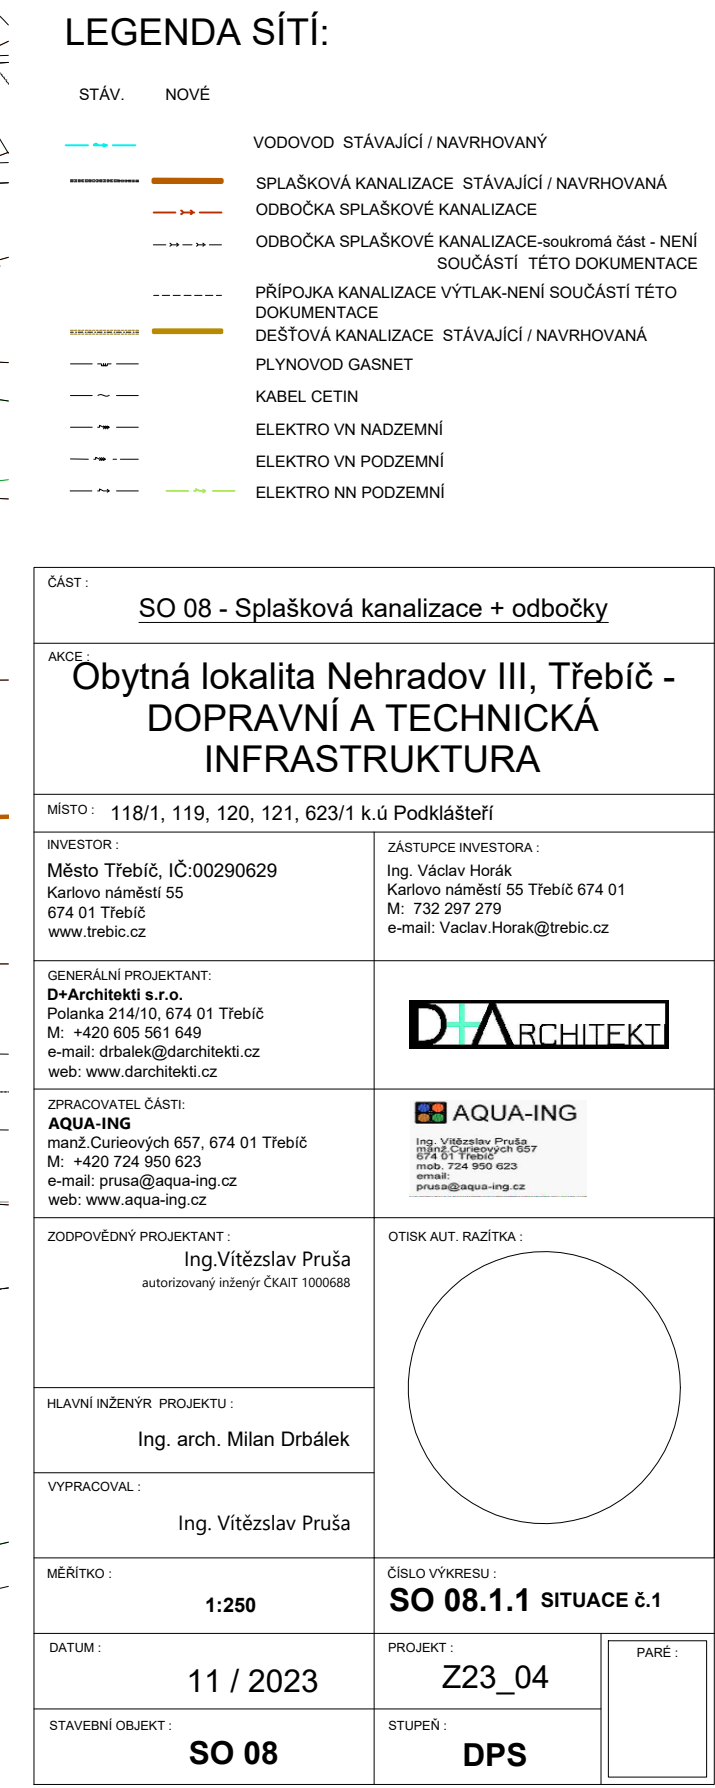 LEGENDA SÍTÍ:
STÁV. NOVÉ
VODOVOD STÁVAJÍCÍ / NAVRHOVANÝ
SPLAŠKOVÁ KANALIZACE STÁVAJÍCÍ / NAVRHOVANÁ
ODBOČKA SPLAŠKOVÉ KANALIZACE
ODBOČKA SPLAŠKOVÉ KANALIZACE-soukromá část - NENÍ
SOUČÁSTÍ TÉTO DOKUMENTACE
PŘÍPOJKA KANALIZACE VÝTLAK-NENÍ SOUČÁSTÍ TÉTO
DOKUMENTACE
DEŠŤOVÁ KANALIZACE STÁVAJÍCÍ / NAVRHOVANÁ
PLYNOVOD GASNET
KABEL CETIN
ELEKTRO VN NADZEMNÍ
ELEKTRO VN PODZEMNÍ
ELEKTRO NN PODZEMNÍ
ČÁST :
SO 08 - Splašková kanalizace + odbočky
AKCE :
Obytná lokalita Nehradov III, Třebíč -
DOPRAVNÍ A TECHNICKÁ
INFRASTRUKTURA
MÍSTO : 118/1, 119, 120, 121, 623/1 k.ú Podklášteří
INVESTOR :
Město Třebíč, IČ:00290629
Karlovo náměstí 55
674 01 Třebíč
www.trebic.cz
ZÁSTUPCE INVESTORA :
Ing. Václav Horák
Karlovo náměstí 55 Třebíč 674 01
M: 732 297 279
e-mail: Vaclav.Horak@trebic.cz
GENERÁLNÍ PROJEKTANT:
D+Architekti s.r.o.
Polanka 214/10, 674 01 Třebíč
M: +420 605 561 649
e-mail: drbalek@darchitekti.cz
web: www.darchitekti.cz
D+ARCHITEKTI
ZPRACOVATEL ČÁSTI:
AQUA-ING
manž.Curieových 657, 674 01 Třebíč
M: +420 724 950 623
e-mail: prusa@aqua-ing.cz
web: www.aqua-ing.cz
AQUA-ING
Ing. Vítězslav Pruša
manž.Curieových 657
674 01 Třebíč
mob. 724 950 623
email:
prusa@aqua-ing.cz
ZODPOVĚDNÝ PROJEKTANT :
Ing.Vítězslav Pruša
autorizovaný inženýr ČKAIT 1000688
OTISK AUT. RAZÍTKA :
HLAVNÍ INŽENÝR PROJEKTU :
Ing. arch. Milan Drbálek
VYPRACOVAL :
Ing. Vítězslav Pruša
MĚŘÍTKO :
1:250
ČÍSLO VÝKRESU :
SO 08.1.1 SITUACE č.1
DATUM :
11 / 2023
PROJEKT :
Z23_04
PARÉ :
STAVEBNÍ OBJEKT :
SO 08
STUPEŇ :
DPS